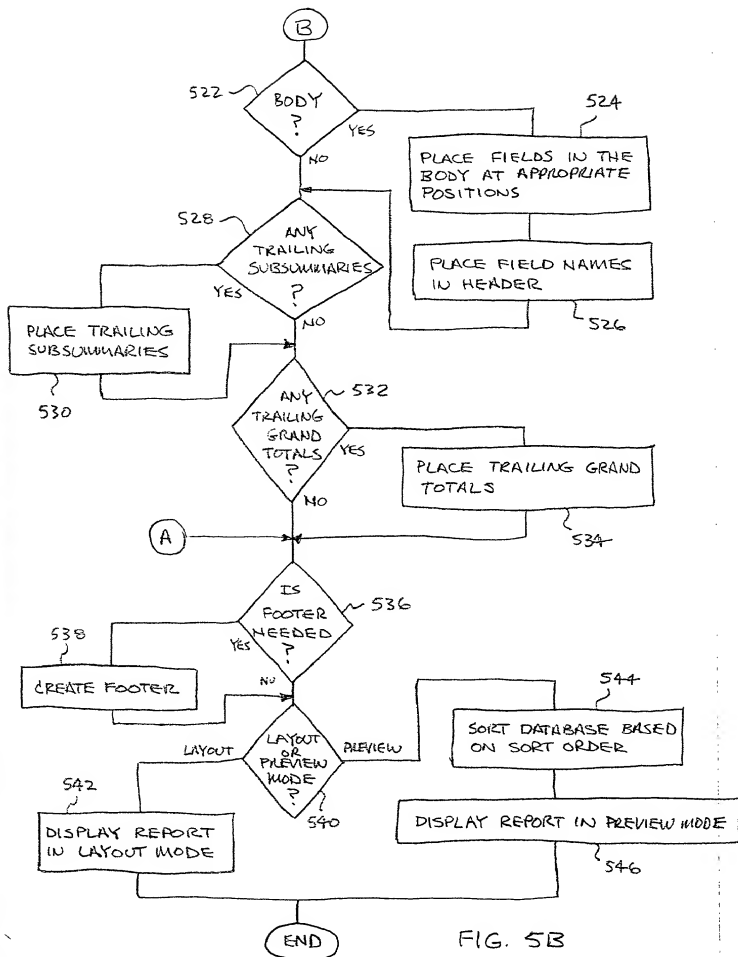 B
522
BODY
?
YES
NO
524
PLACE FIELDS IN THE
BODY AT APPROPRIATE
POSITIONS
528
ANY
TRAILING
SUBSUMMARIES
?
YES
NO
PLACE FIELD NAMES
IN HEADER
526
PLACE TRAILING
SUBSUMMARIES
530
532
ANY
TRAILING
GRAND
TOTALS
?
YES
NO
PLACE TRAILING GRAND
TOTALS
534
A
IS
FOOTER
NEEDED
?
536
YES
NO
538
CREATE FOOTER
LAYOUT
LAYOUT
OR
PREVIEW
MODE
?
PREVIEW
540
544
SORT DATABASE BASED
ON SORT ORDER
542
DISPLAY REPORT
IN LAYOUT MODE
DISPLAY REPORT IN PREVIEW MODE
546
END
FIG. 5B